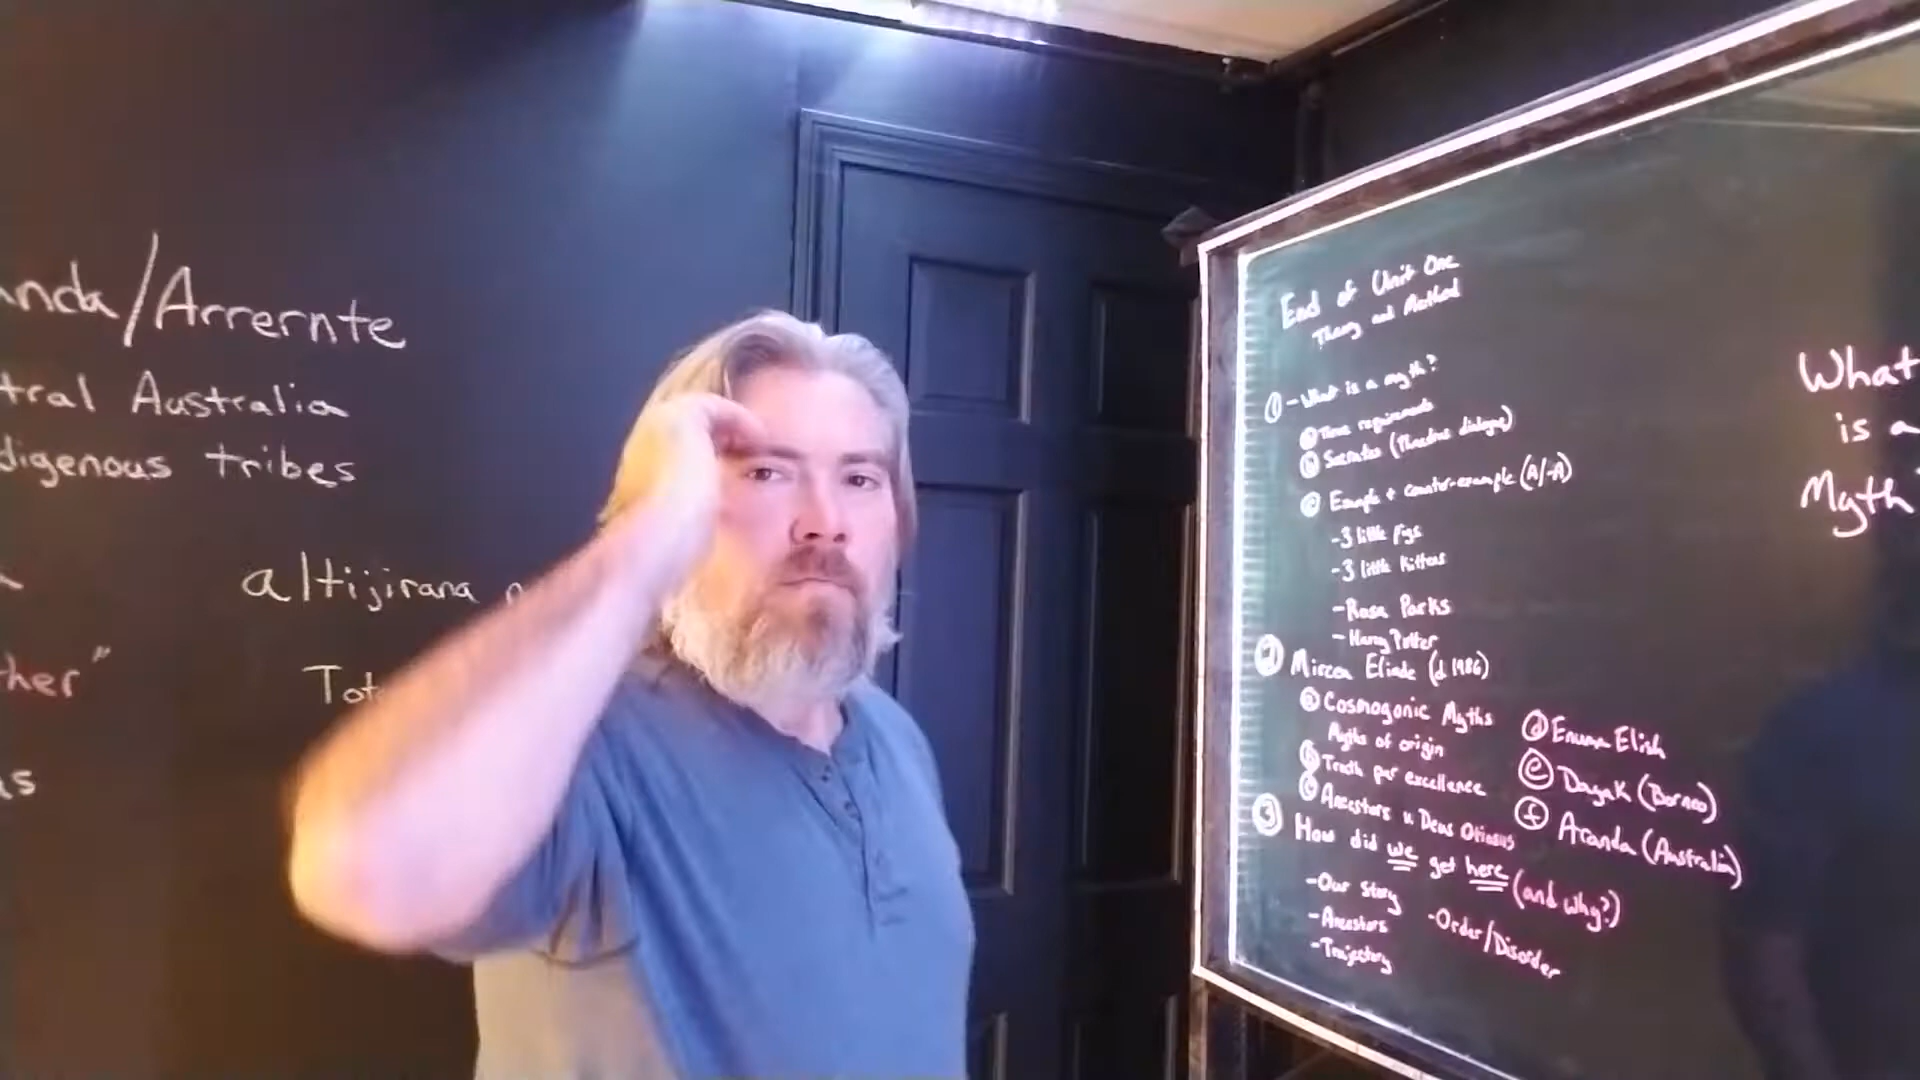 nda/Arrernte
tral Australia
digenous tribes
altijirana
her"
Tot
as
End of Unit One
Theory and Method
① - What is a myth?
ⓐ Three requirements
ⓑ Socrates (Phaedrus dialogue)
ⓒ Example + counter-example (A/-A)
- 3 little Pigs
- 3 little Kittens
- Rosa Parks
- Harry Potter
② Mircea Eliade (d. 1986)
ⓐ Cosmogonic Myths
Myths of origin
ⓑ Truth par excellence
ⓒ Ancestors v. Deus Otiosus
ⓓ Enuma Elish
ⓔ Dayak (Borneo)
ⓕ Aranda (Australia)
③ How did we get here (and why?)
- Our Story
- Ancestors
- Trajectory
- Order/Disorder
What
is a
Myth